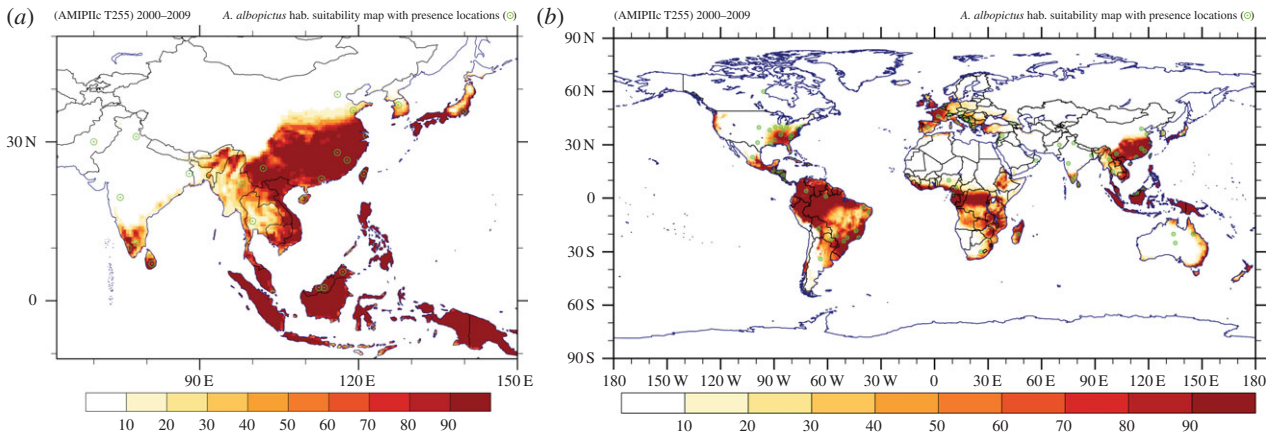 (a)
(AMIPIIc T255) 2000–2009
A. albopictus hab. suitability map with presence locations (⊙)
30 N
0
90 E 120 E 150 E
10 20 30 40 50 60 70 80 90
(b)
(AMIPIIc T255) 2000–2009
A. albopictus hab. suitability map with presence locations (⊙)
90 N
60 N
30 N
0
30 S
60 S
90 S
180 150 W 120 W 90 W 60 W 30 W 0 30 E 60 E 90 E 120 E 150 E 180
10 20 30 40 50 60 70 80 90